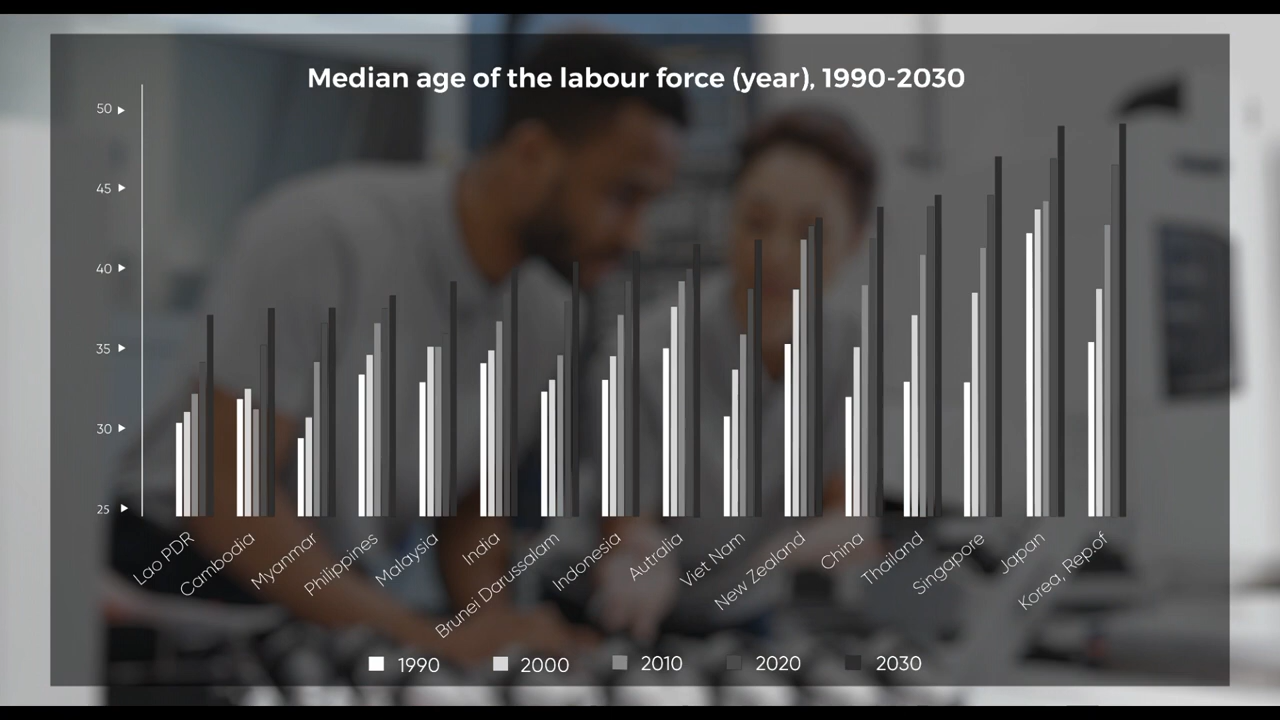 Median age of the labour force (year), 1990-2030
50
45
40
35
30
25
Lao PDR
Cambodia
Myanmar
Philippines
Malaysia
India
Brunei Darussalam
Indonesia
Autralia
Viet Nam
New Zealand
China
Thailand
Singapore
Japan
Korea, Rep.of
1990 2000 2010 2020 2030